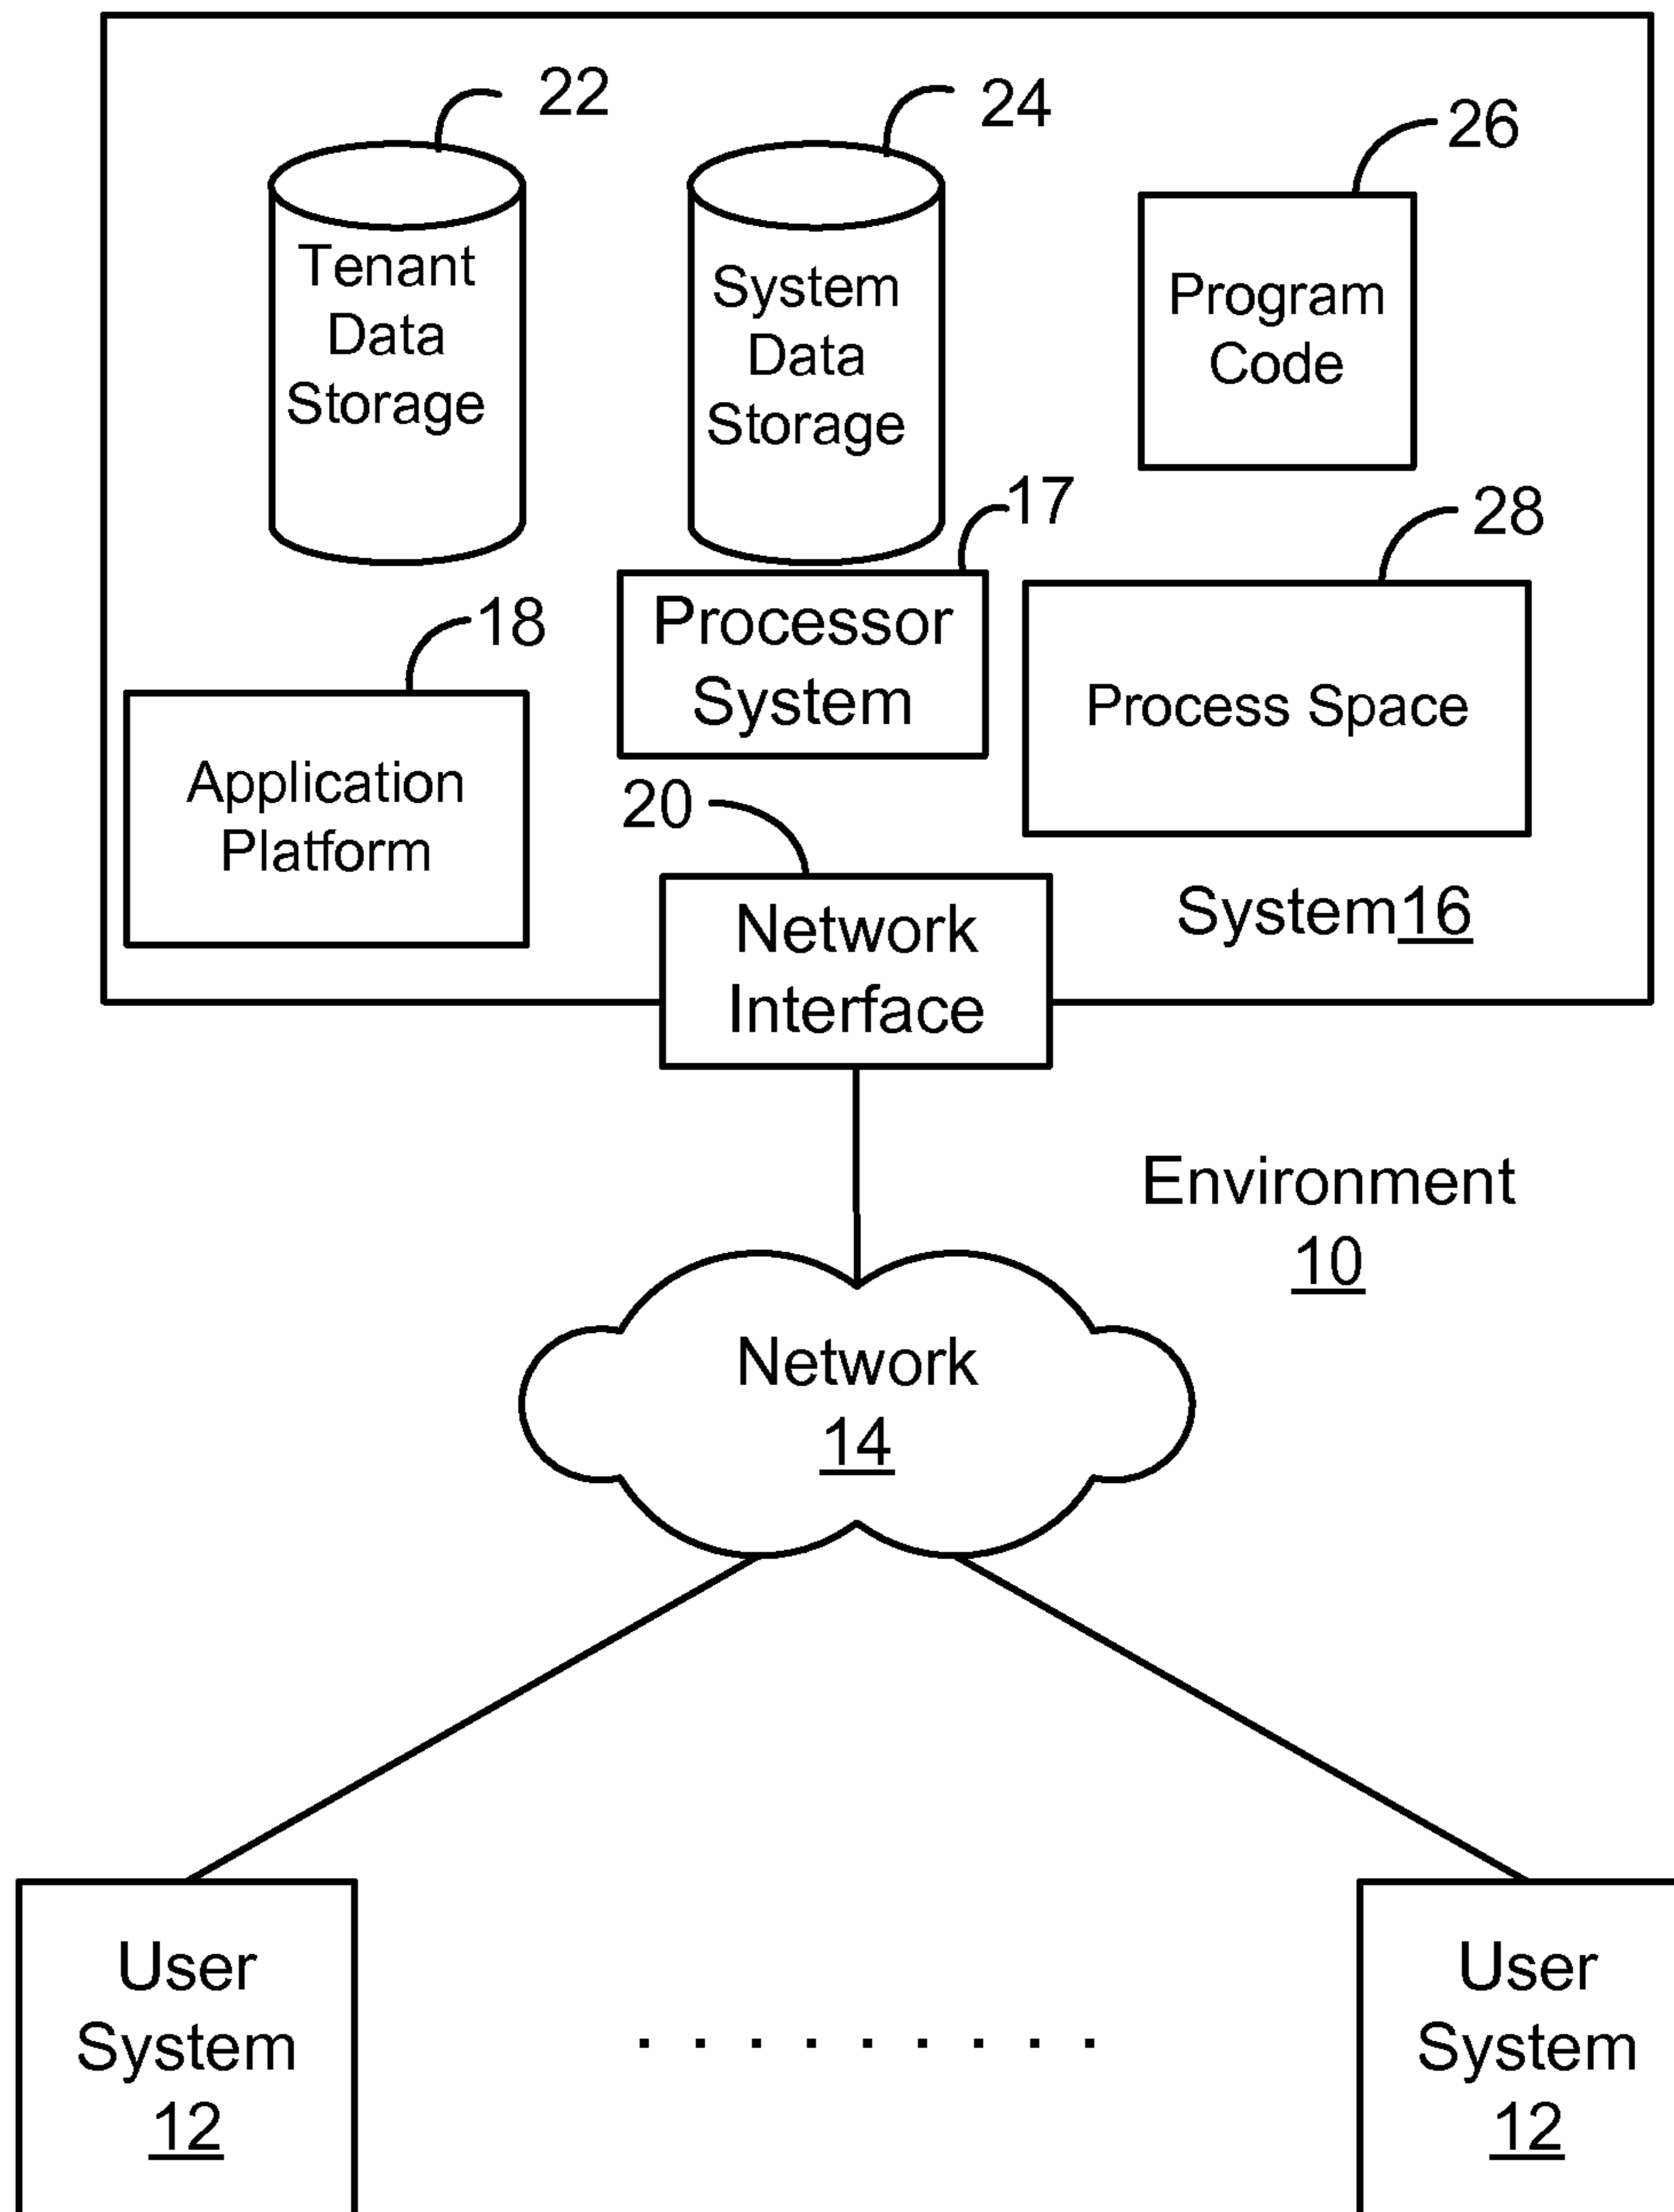 22
24
26
Tenant
Data
Storage
System
Data
Storage
Program
Code
17
28
18
Processor
System
Process Space
Application
Platform
20
Network
Interface
System16
Environment
10
Network
14
User
System
12
. . . . . . . . .
User
System
12